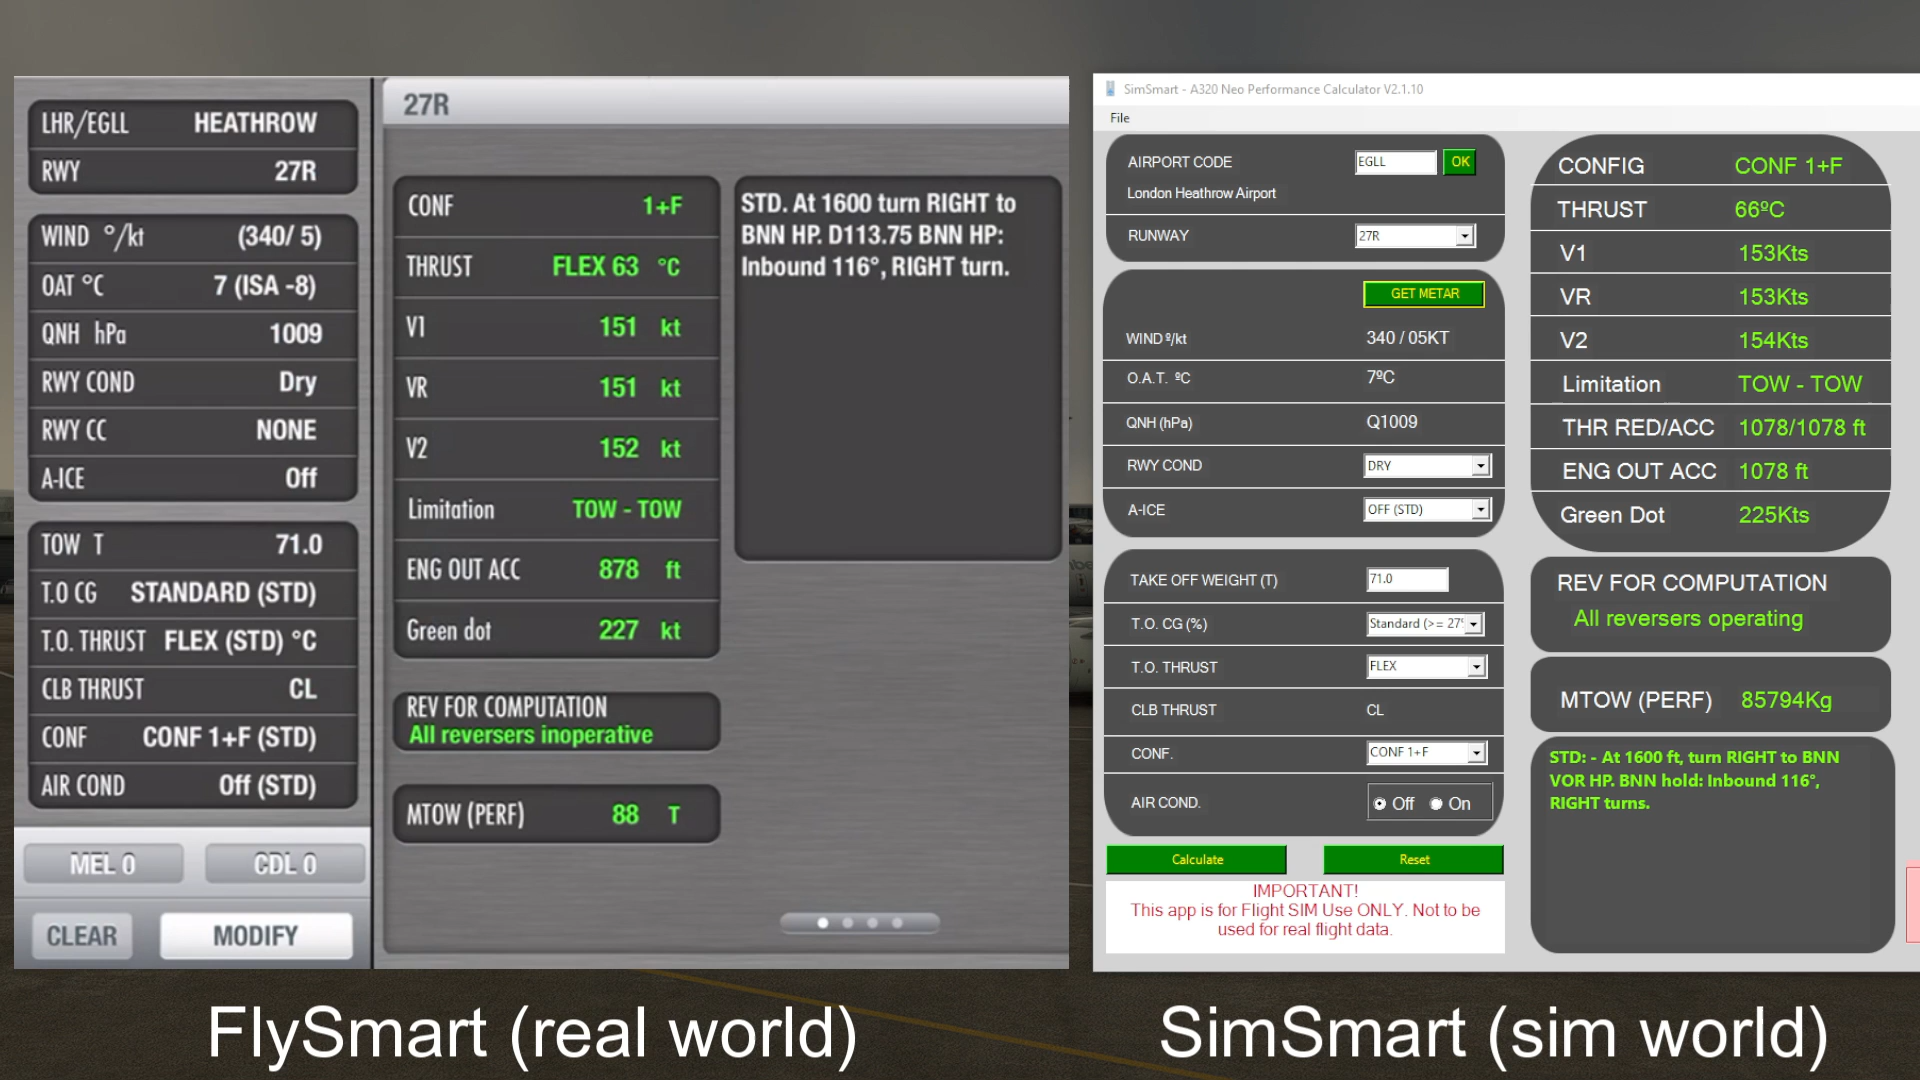 LHR/EGLL HEATHROW
RWY 27R
WIND °/kt (340/ 5)
OAT °C 7 (ISA -8)
QNH hPa 1009
RWY COND Dry
RWY CC NONE
A-ICE Off
TOW T 71.0
T.O CG STANDARD (STD)
T.O. THRUST FLEX (STD) °C
CLB THRUST CL
CONF CONF 1+F (STD)
AIR COND Off (STD)
MEL 0 CDL 0
CLEAR MODIFY
27R
CONF 1+F
THRUST FLEX 63 °C
V1 151 kt
VR 151 kt
V2 152 kt
Limitation TOW - TOW
ENG OUT ACC 878 ft
Green dot 227 kt
REV FOR COMPUTATION
All reversers inoperative
MTOW (PERF) 88 T
STD. At 1600 turn RIGHT to
BNN HP. D113.75 BNN HP:
Inbound 116°, RIGHT turn.
SimSmart - A320 Neo Performance Calculator V2.1.10
File
AIRPORT CODE EGLL OK
London Heathrow Airport
RUNWAY 27R
GET METAR
WIND º/kt 340 / 05KT
O.A.T. ºC 7ºC
QNH (hPa) Q1009
RWY COND DRY
A-ICE OFF (STD)
TAKE OFF WEIGHT (T) 71.0
T.O. CG (%) Standard (>= 27
T.O. THRUST FLEX
CLB THRUST CL
CONF. CONF 1+F
AIR COND. Off On
Calculate Reset
IMPORTANT!
This app is for Flight SIM Use ONLY. Not to be
used for real flight data.
CONFIG CONF 1+F
THRUST 66ºC
V1 153Kts
VR 153Kts
V2 154Kts
Limitation TOW - TOW
THR RED/ACC 1078/1078 ft
ENG OUT ACC 1078 ft
Green Dot 225Kts
REV FOR COMPUTATION
All reversers operating
MTOW (PERF) 85794Kg
STD: - At 1600 ft, turn RIGHT to BNN
VOR HP. BNN hold: Inbound 116°,
RIGHT turns.
FlySmart (real world)
SimSmart (sim world)